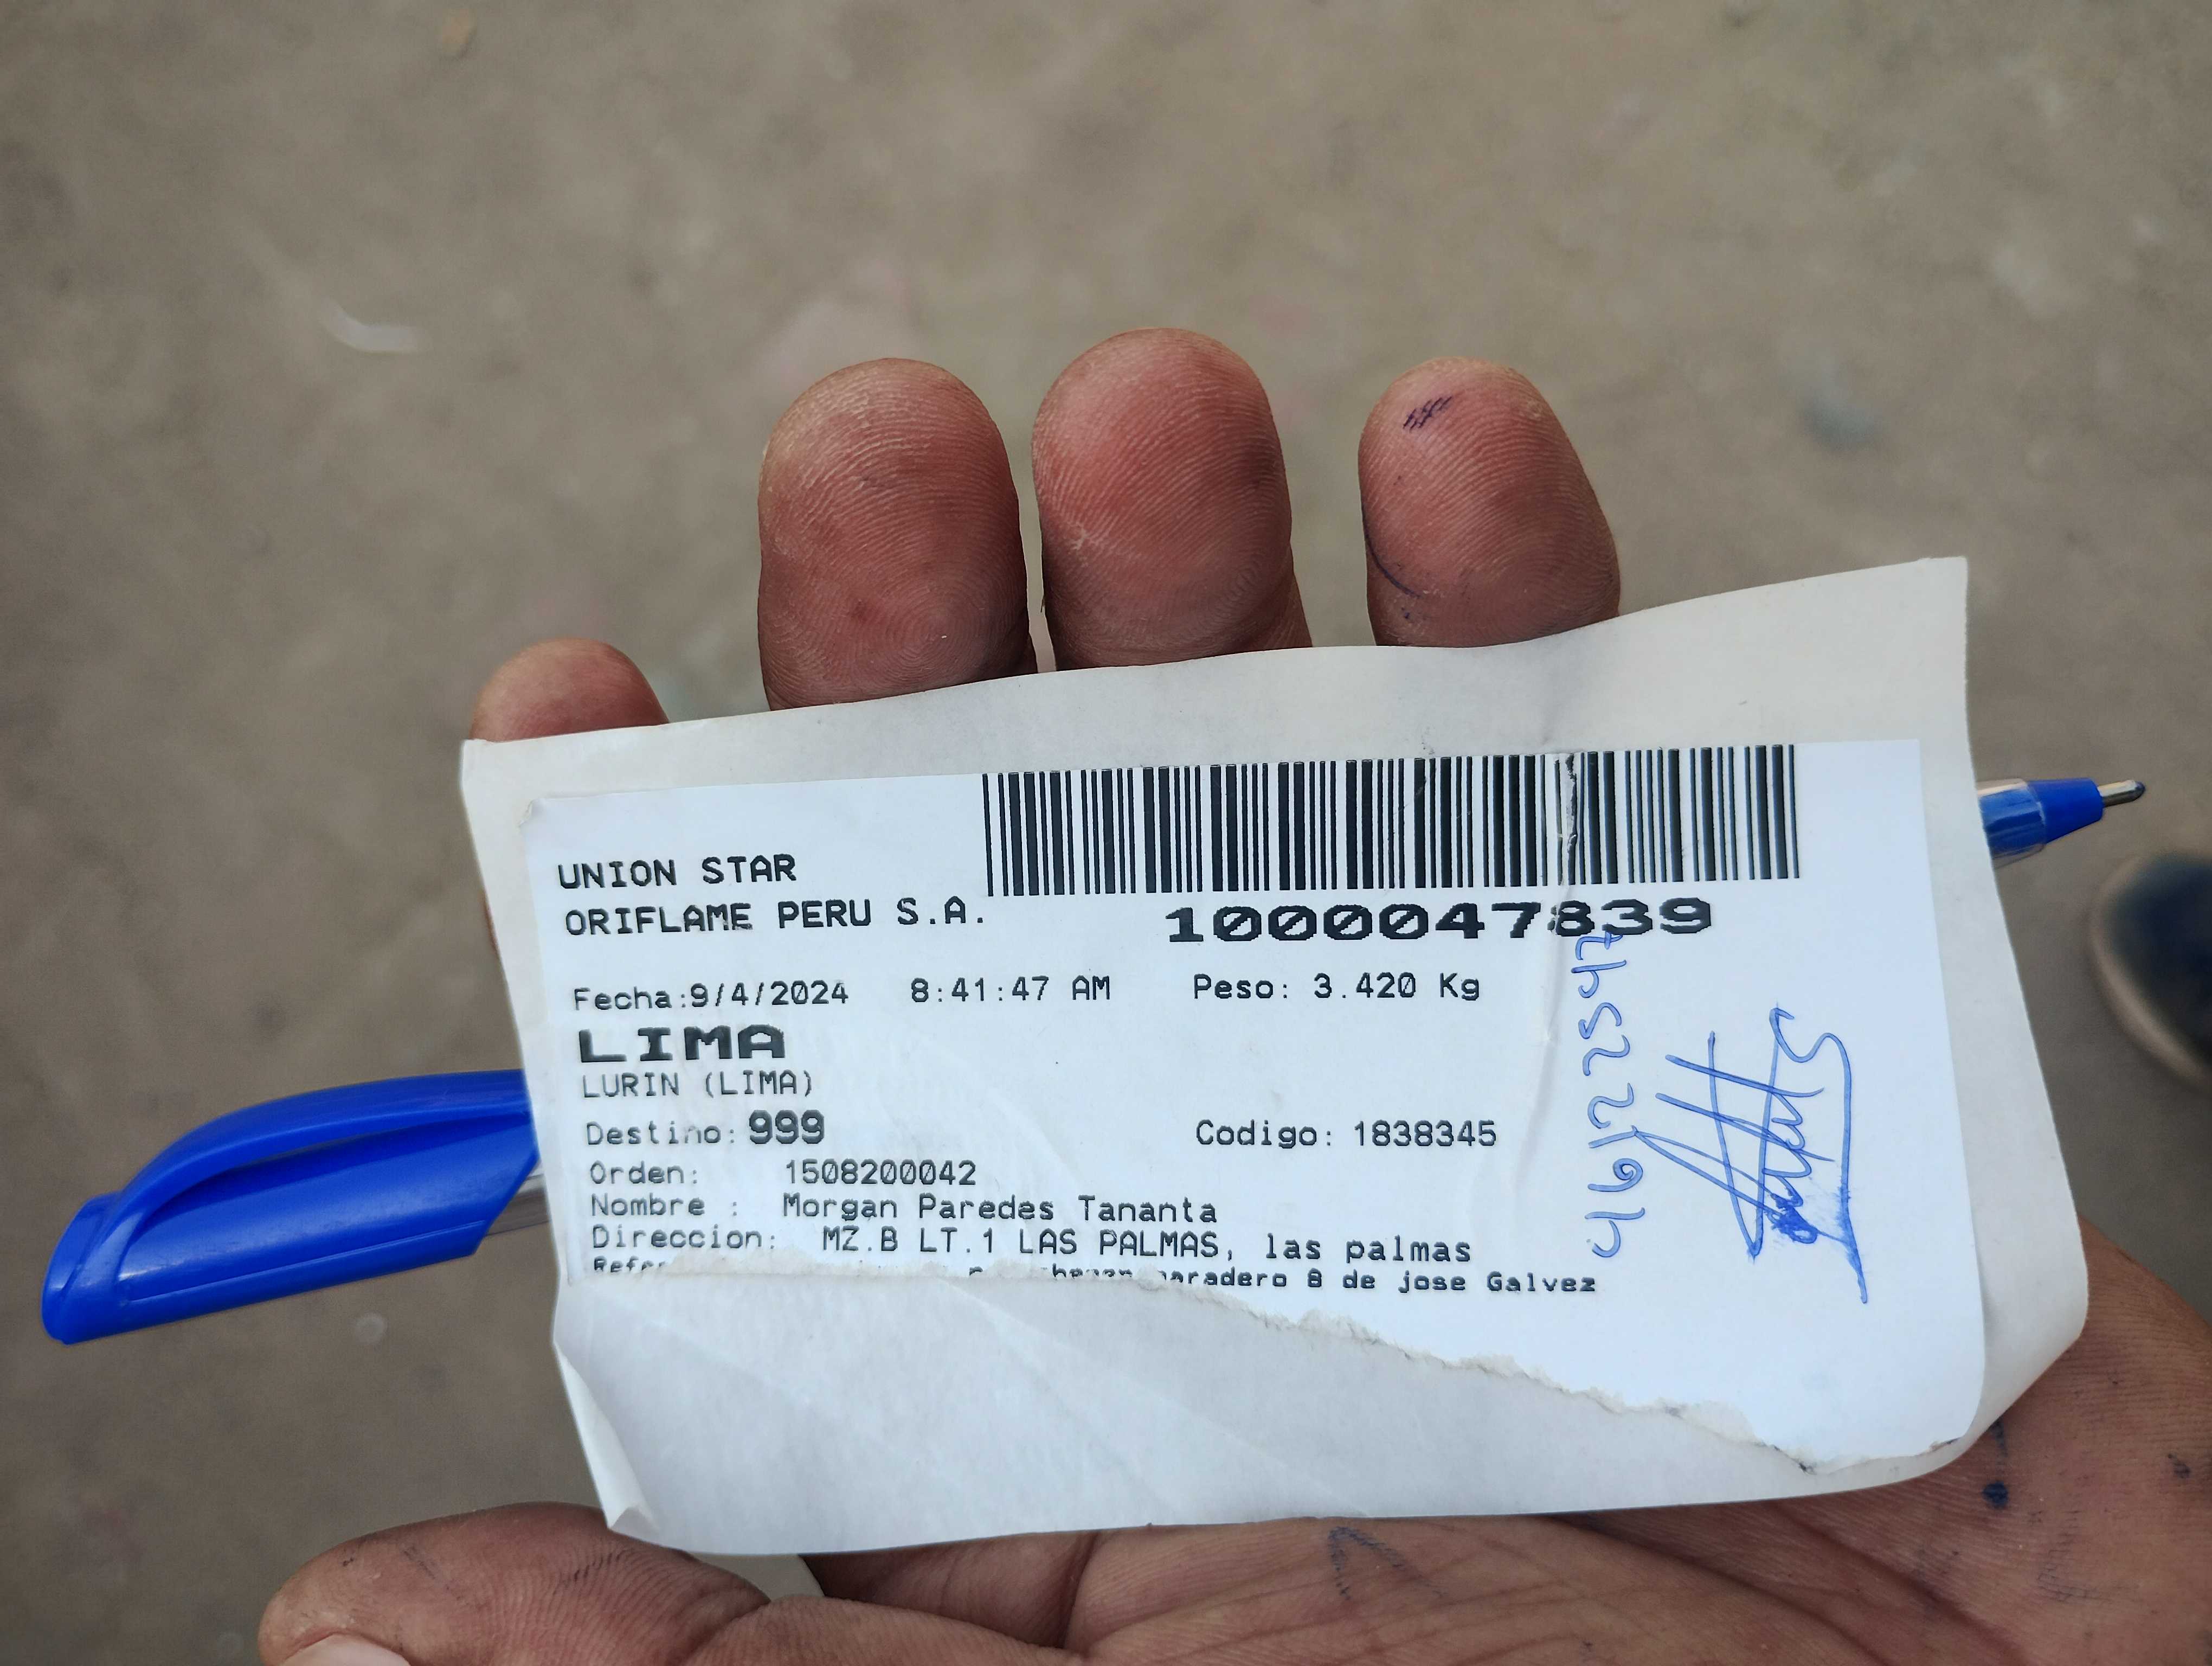 UNION STAR
ORIFLAME PERU S.A.
1000047839
Fecha:9/4/2024 8:41:47 AM Peso: 3.420 Kg
LIMA
LURIN (LIMA)
Destino: 999 Codigo: 1838345
Orden: 1508200042
Nombre : Morgan Paredes Tananta
Direccion: MZ.B LT.1 LAS PALMAS, las palmas
paradero 8 de jose Galvez